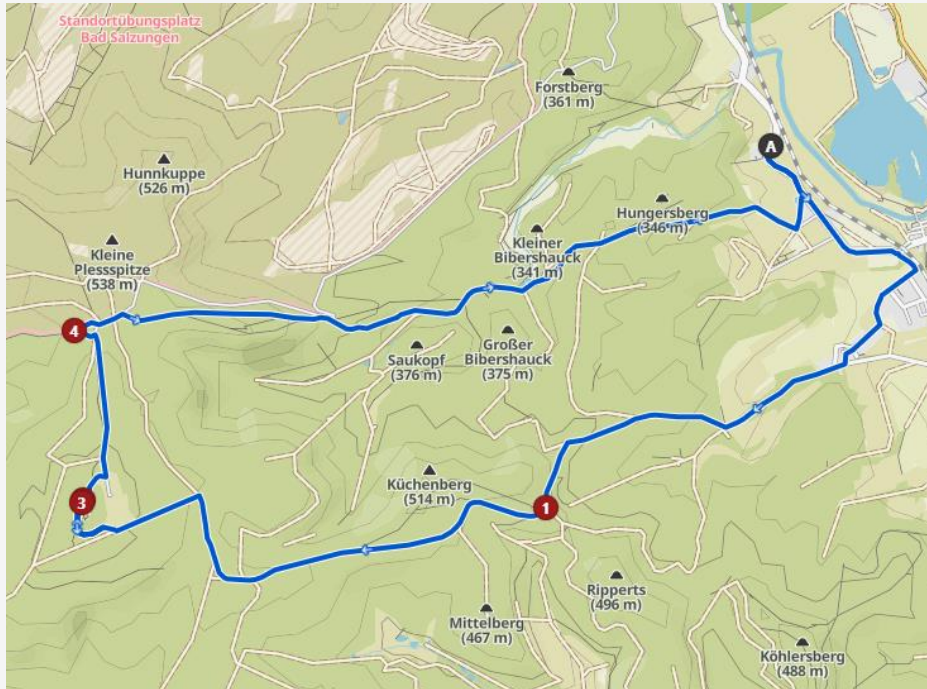 Standortübungsplatz
Bad Salzungen
Forstberg
(361 m)
A
Hunnkuppe
(526 m)
Hungersberg
(346 m)
Kleine
Plessspitze
(538 m)
Kleiner
Bibershauck
(341 m)
4
Saukopf
(376 m)
Großer
Bibershauck
(375 m)
Küchenberg
(514 m)
3
1
Ripperts
(496 m)
Mittelberg
(467 m)
Köhlersberg
(488 m)